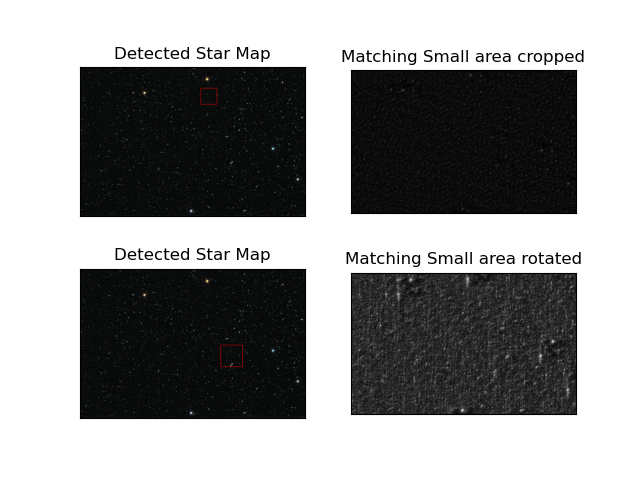 Detected Star Map
Matching Small area cropped
Detected Star Map
Matching Small area rotated